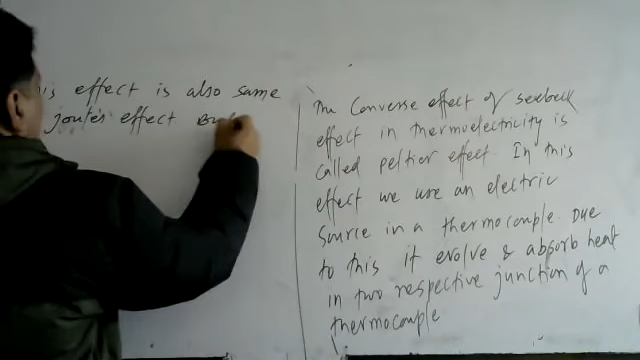 is effect is also same
joule's effect But
The Converse effect of seebeck
effect in thermoelectricity is
called peltier effect. In this
effect we use an electric
source in a thermocouple. Due
to this it evolve & absorb heat
in two respective junction of a
thermocouple